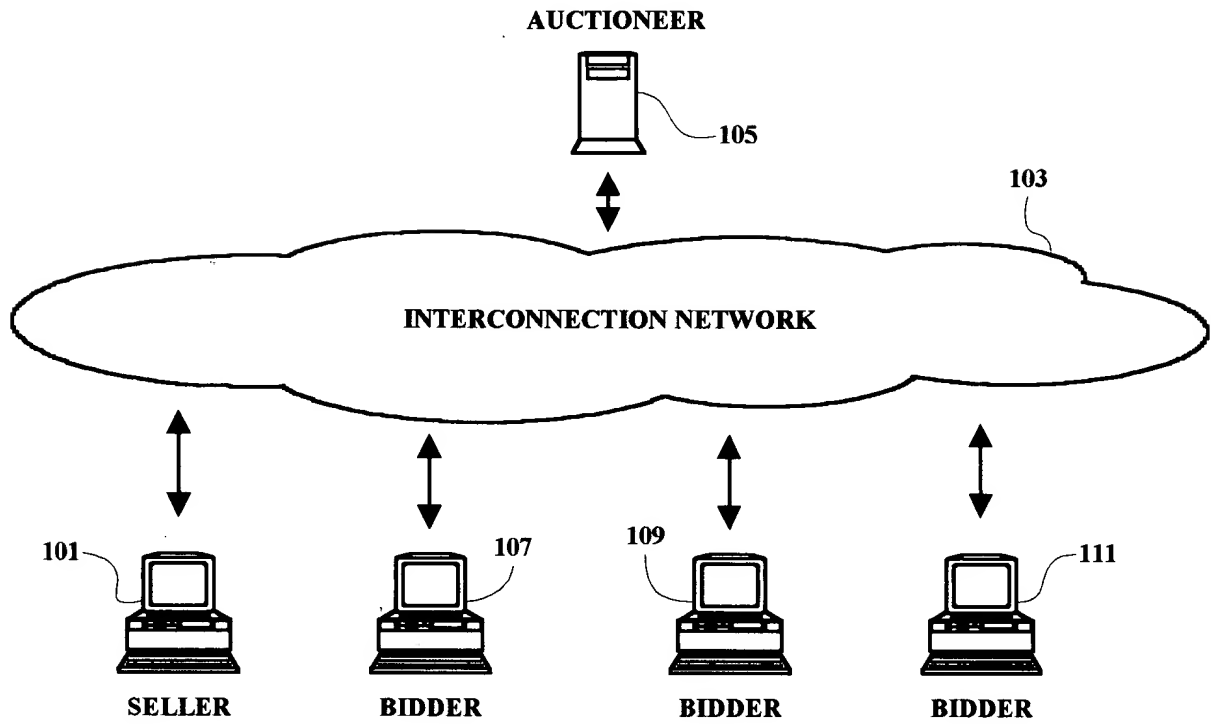 AUCTIONEER
105
103
INTERCONNECTION NETWORK
101
107
109
111
SELLER
BIDDER
BIDDER
BIDDER